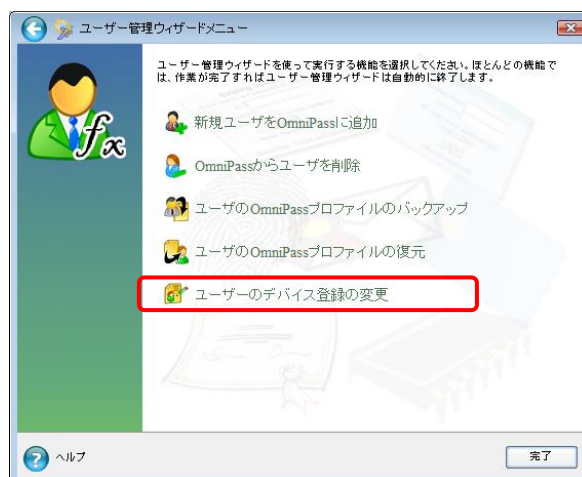 ユーザー管理ウィザードメニュー
ユーザー管理ウィザードを使って実行する機能を選択してください。ほとんどの機能で
は、作業が完了すればユーザー管理ウィザードは自動的に終了します。
fx
新規ユーザをOmniPassに追加
OmniPassからユーザを削除
ユーザのOmniPassプロファイルのバックアップ
ユーザのOmniPassプロファイルの復元
ユーザーのデバイス登録の変更
ヘルプ
完了